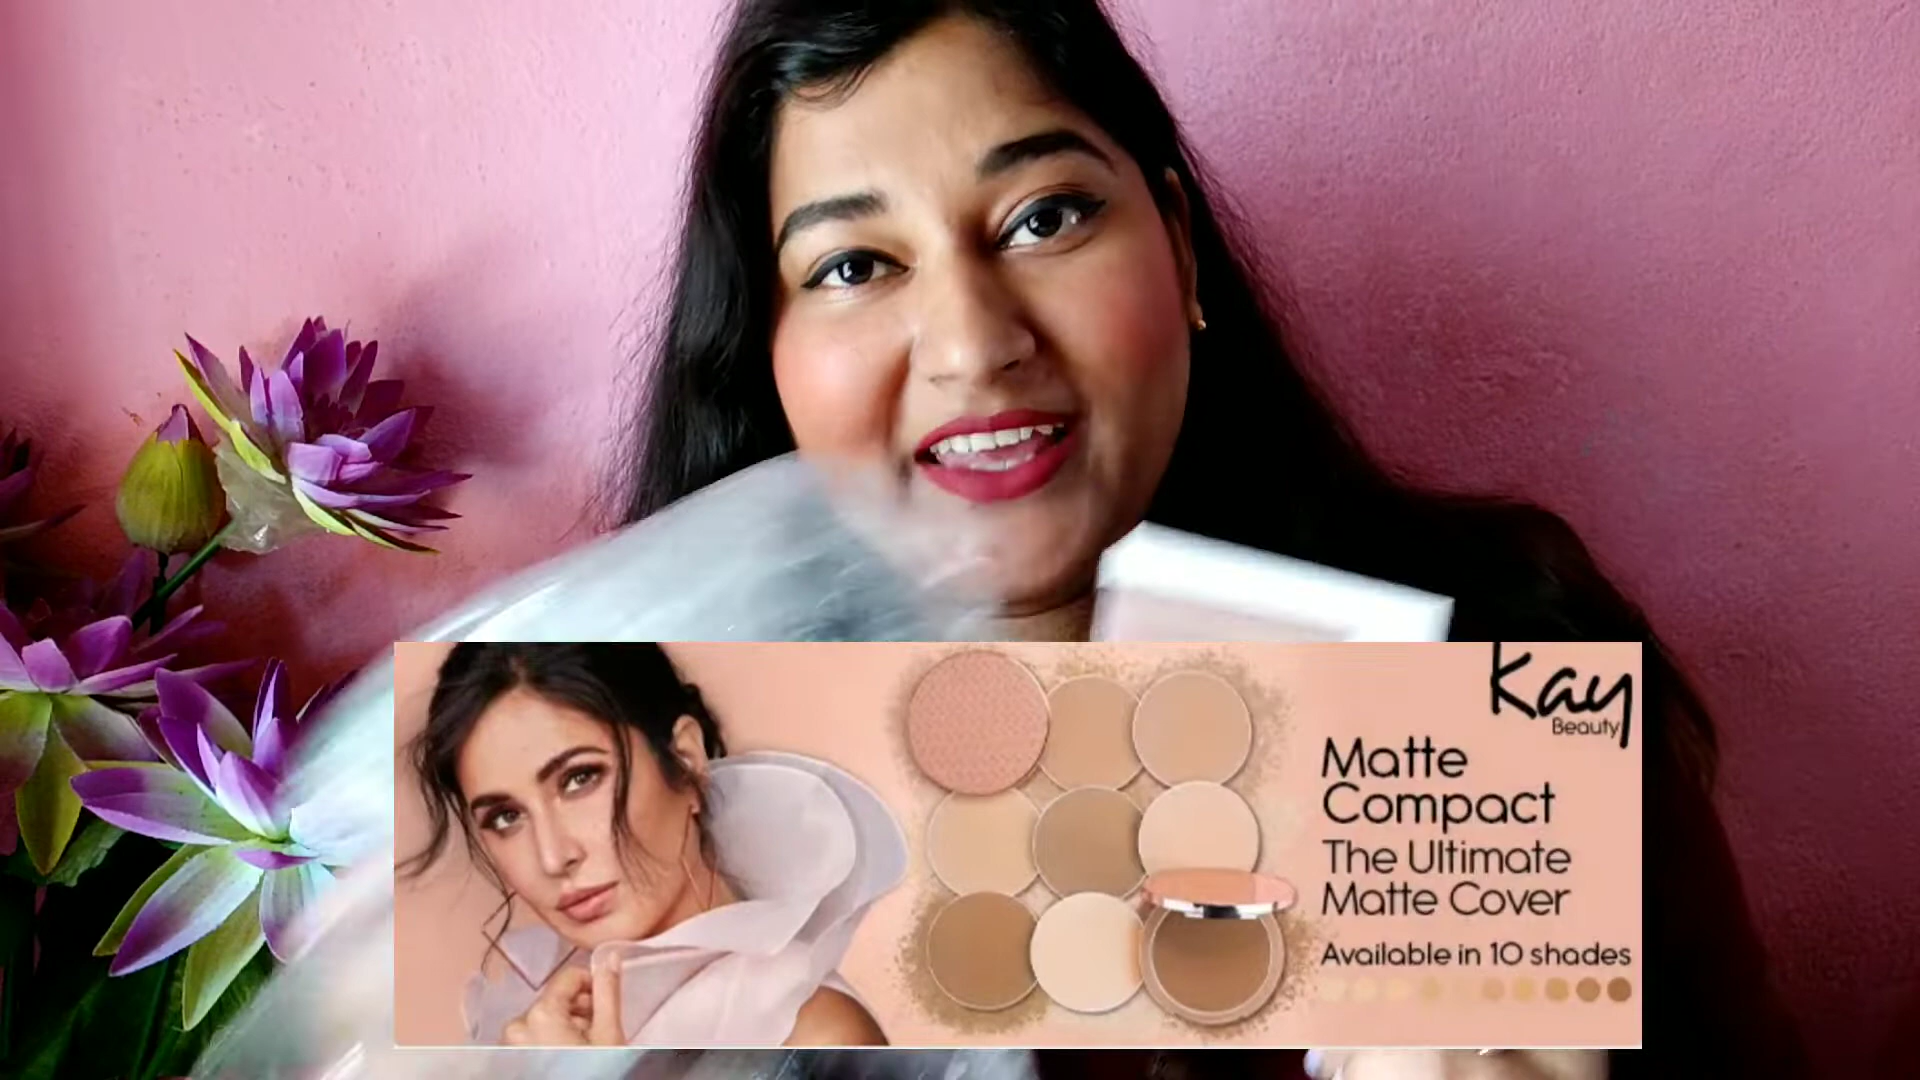 Kay
Beauty
Matte
Compact
The Ultimate
Matte Cover
Available in 10 shades